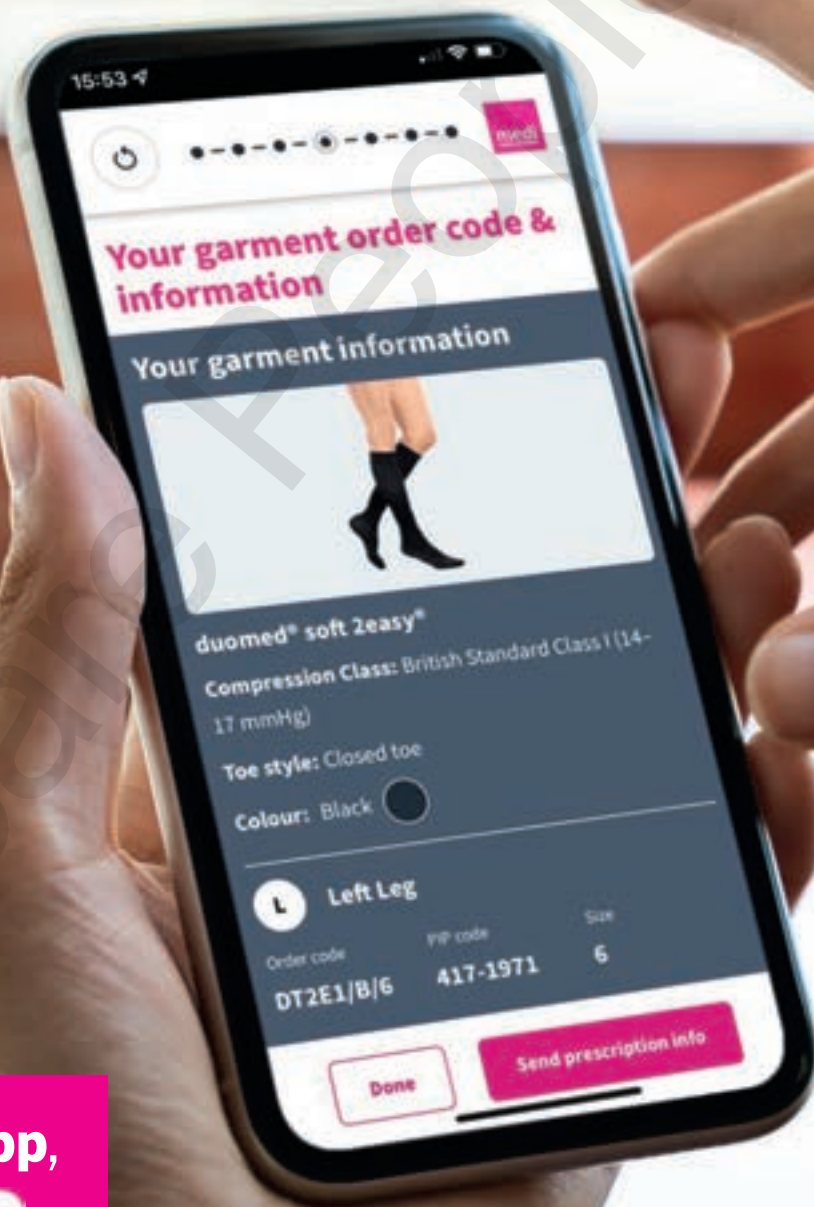 15:53
medi
Your garment order code &
information
Your garment information
duomed® soft 2easy®
Compression Class: British Standard Class I (14–
17 mmHg)
Toe style: Closed toe
Colour: Black
L Left Leg
Order code PIP code Size
DT2E1/B/6 417-1971 6
Done Send prescription info